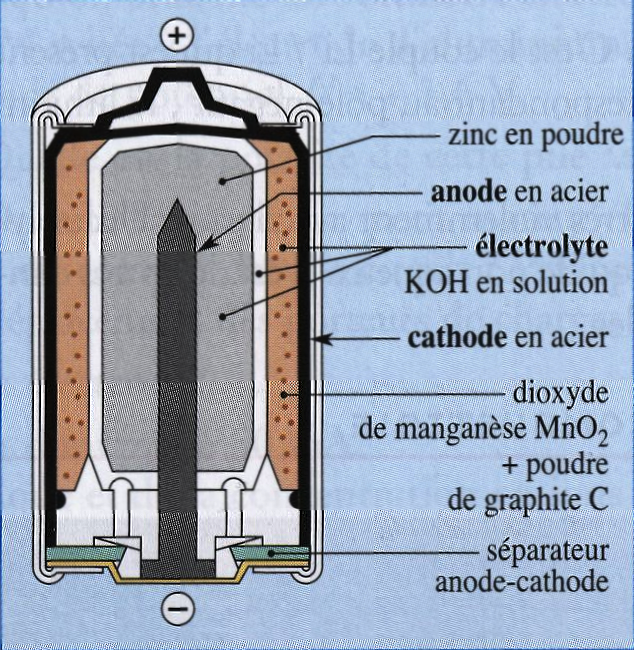 +
zinc en poudre
anode en acier
électrolyte
KOH en solution
cathode en acier
dioxyde
de manganèse MnO₂
+ poudre
de graphite C
séparateur
anode-cathode
−